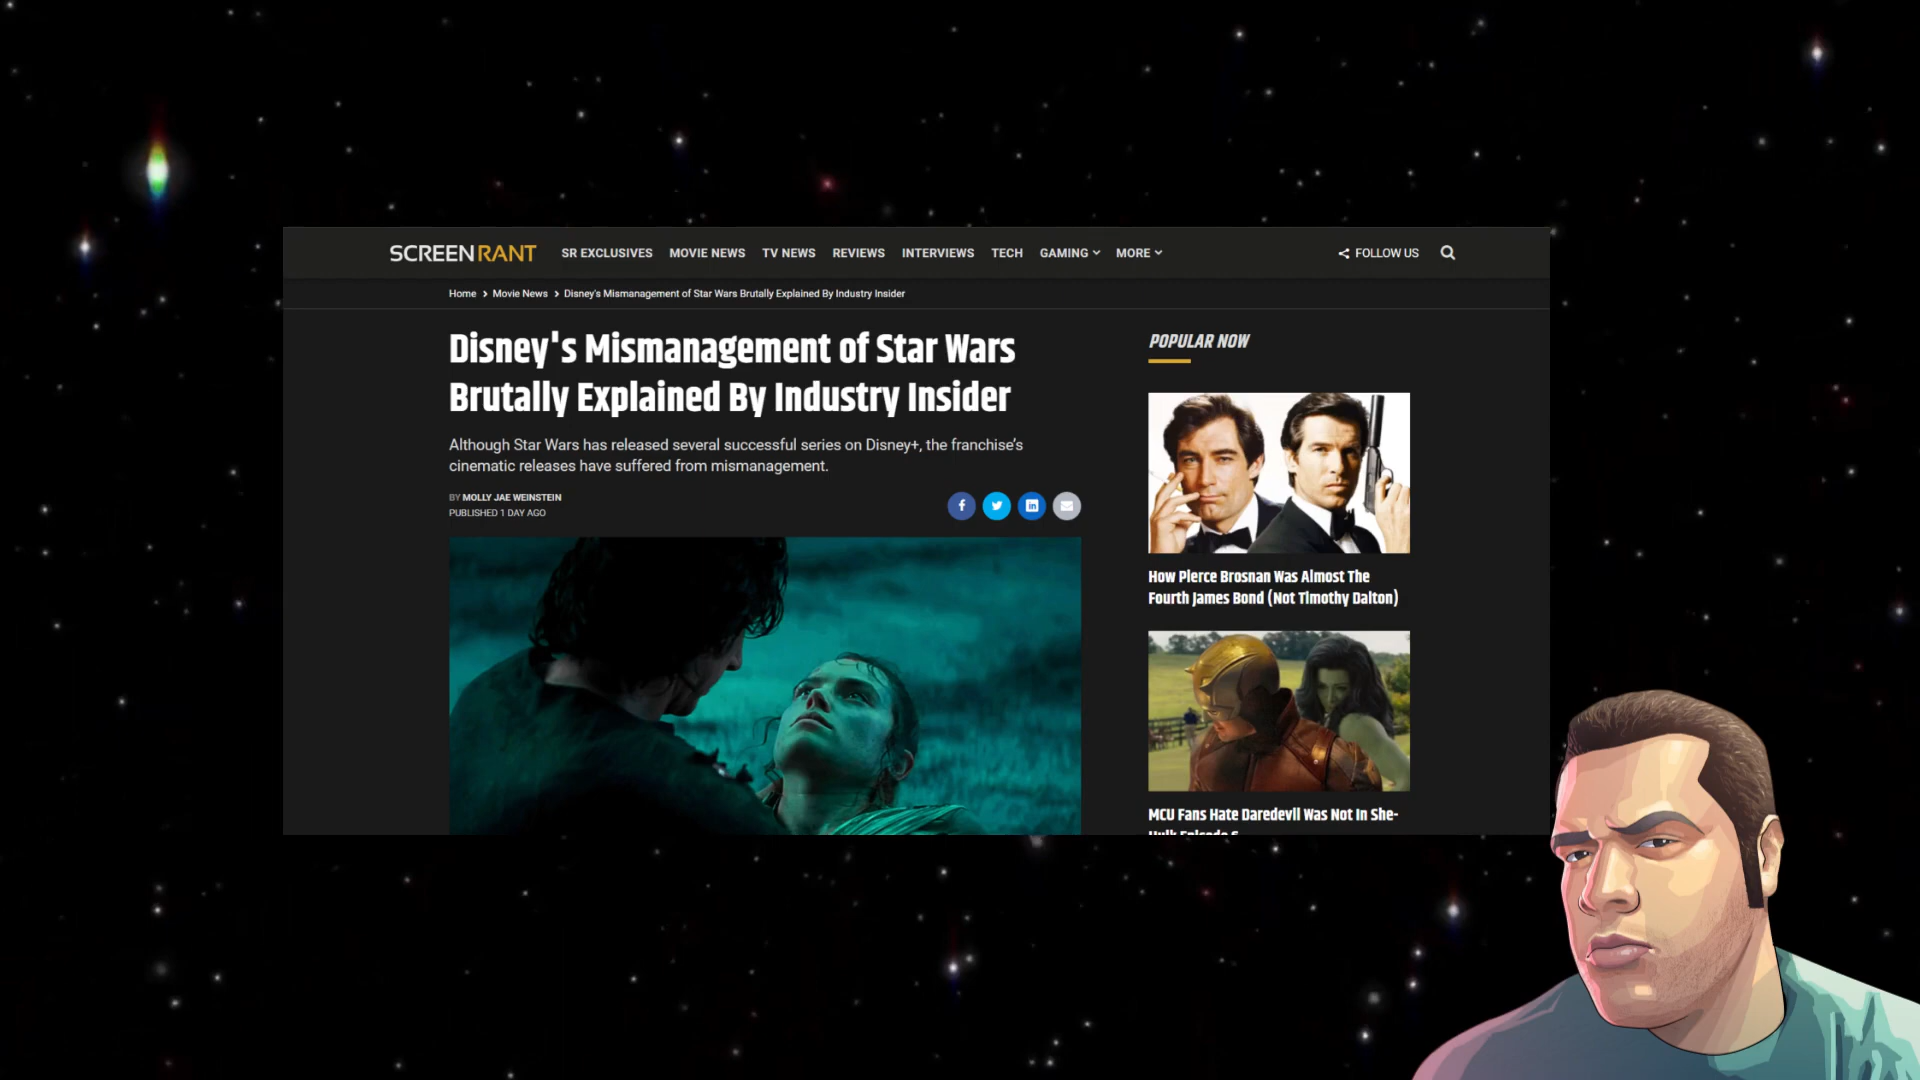 SCREENRANT SR EXCLUSIVES MOVIE NEWS TV NEWS REVIEWS INTERVIEWS TECH GAMING MORE FOLLOW US
Home > Movie News > Disney's Mismanagement of Star Wars Brutally Explained By Industry Insider
Disney's Mismanagement of Star Wars
Brutally Explained By Industry Insider
Although Star Wars has released several successful series on Disney+, the franchise's
cinematic releases have suffered from mismanagement.
BY MOLLY JAE WEINSTEIN
PUBLISHED 1 DAY AGO
POPULAR NOW
How Pierce Brosnan Was Almost The
Fourth James Bond (Not Timothy Dalton)
MCU Fans Hate Daredevil Was Not In She-
Hulk Episode 6